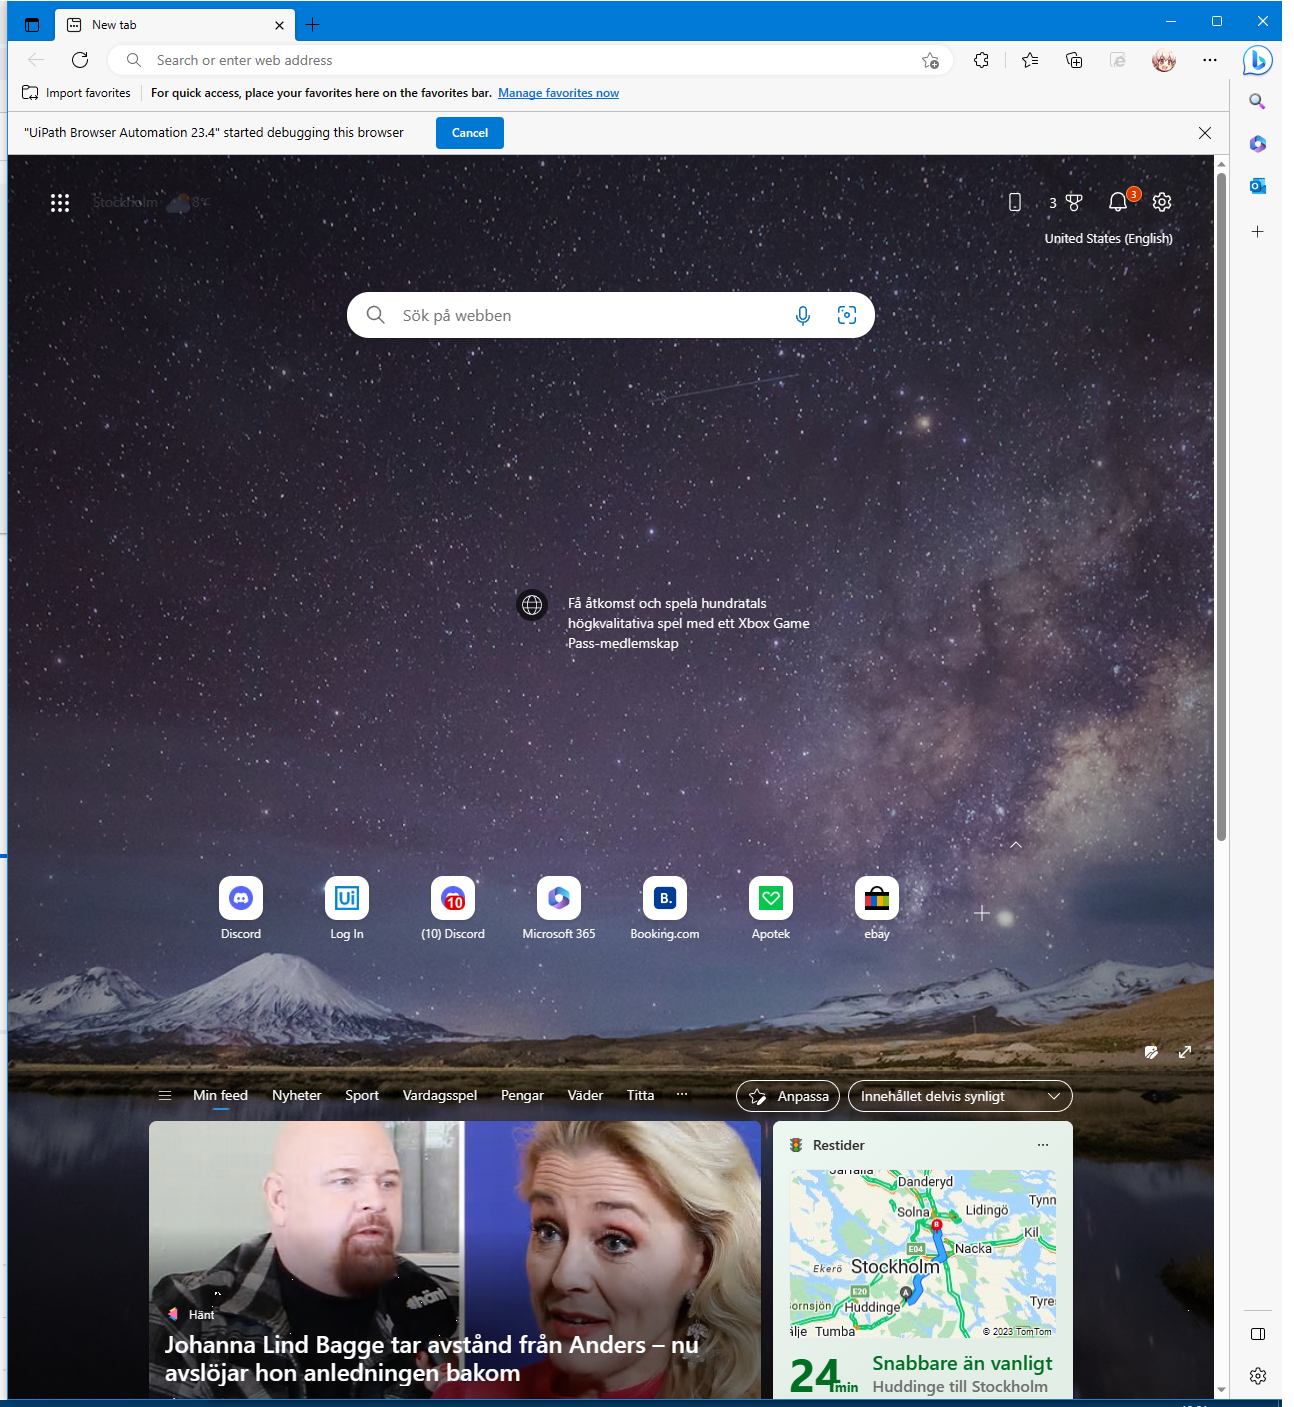 New tab
Search or enter web address
Import favorites
For quick access, place your favorites here on the favorites bar. Manage favorites now
"UiPath Browser Automation 23.4" started debugging this browser
Cancel
Stockholm 8°C
3
3
United States (English)
Sök på webben
Få åtkomst och spela hundratals
högkvalitativa spel med ett Xbox Game
Pass-medlemskap
Ui
10
B.
Discord
Log In
(10) Discord
Microsoft 365
Booking.com
Apotek
ebay
Min feed
Nyheter
Sport
Vardagsspel
Pengar
Väder
Titta
Anpassa
Innehållet delvis synligt
Hänt
Johanna Lind Bagge tar avstånd från Anders – nu
avslöjar hon anledningen bakom
Restider
Danderyd
Solna
Lidingö
B
E04
Nacka
Kil
Ekerö
Stockholm
E20
A
Huddinge
Tumba
© 2023 TomTom
24 min
Snabbare än vanligt
Huddinge till Stockholm